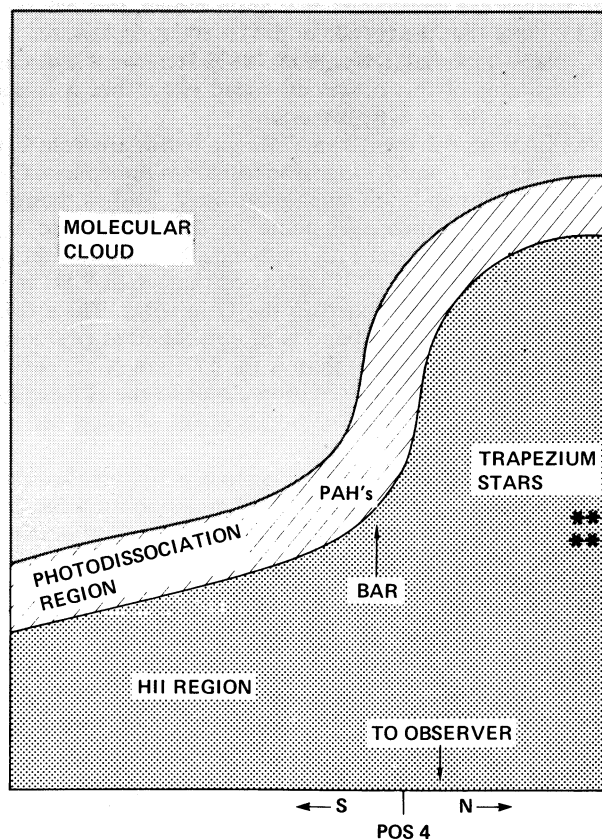 MOLECULAR
CLOUD
TRAPEZIUM
STARS
PAH's
PHOTODISSOCIATION
REGION
BAR
HII REGION
TO OBSERVER
S
N
POS 4